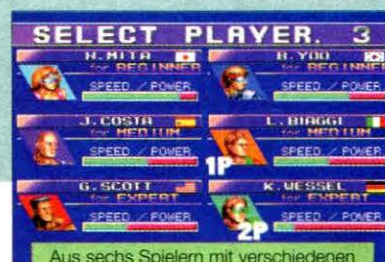 SELECT PLAYER. 3
H.MITA
for BEGINNER
SPEED / POWER
B.YOO
for BEGINNER
SPEED / POWER
J.COSTA
for MEDIUM
SPEED / POWER
L.BIAGGI
for MEDIUM
SPEED / POWER
1P
G.SCOTT
for EXPERT
SPEED / POWER
K.WESSEL
for EXPERT
SPEED / POWER
2P
Aus sechs Spielern mit verschiedenen